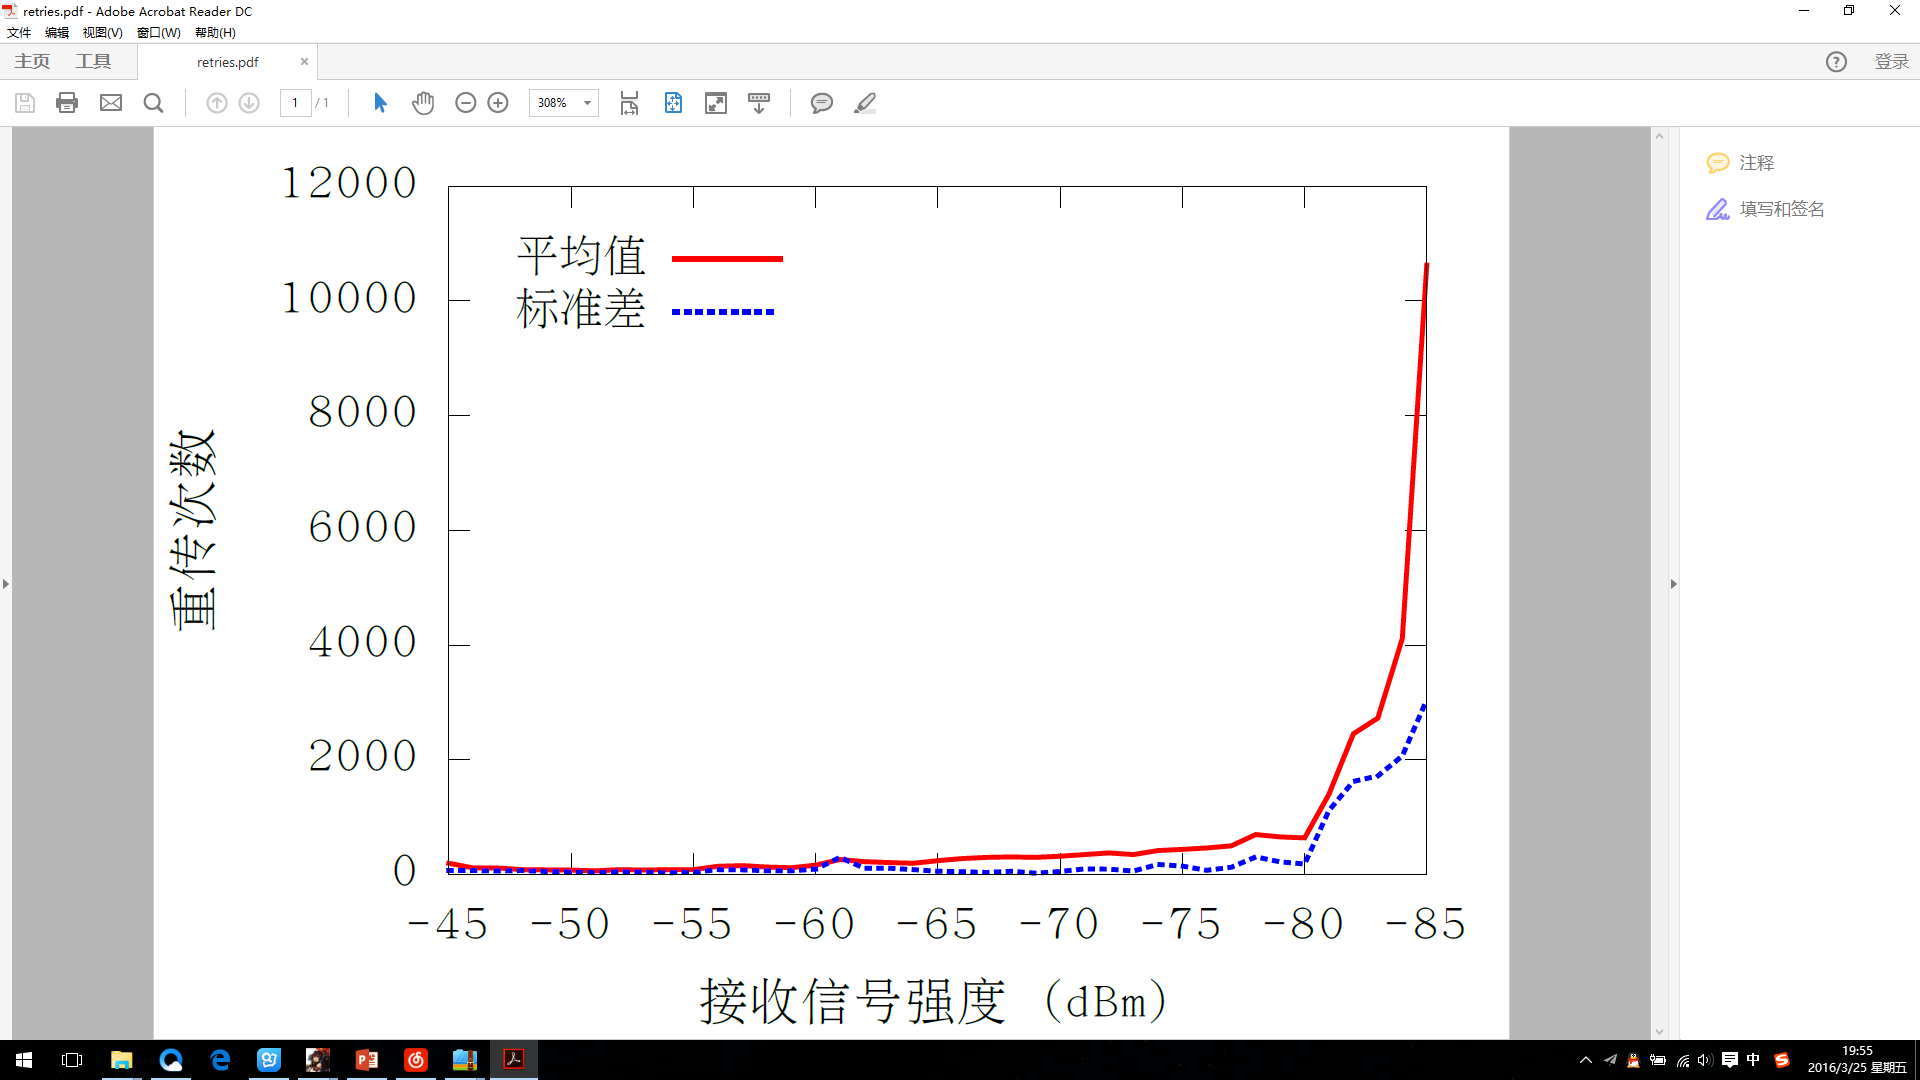 retries.pdf - Adobe Acrobat Reader DC
文件 编辑 视图(V) 窗口(W) 帮助(H)
主页 工具 retries.pdf × 登录
1 / 1 308%
注释
填写和签名
12000
10000
8000
6000
4000
2000
0
平均值
标准差
重传次数
-45 -50 -55 -60 -65 -70 -75 -80 -85
接收信号强度 (dBm)
中
19:55
2016/3/25 星期五